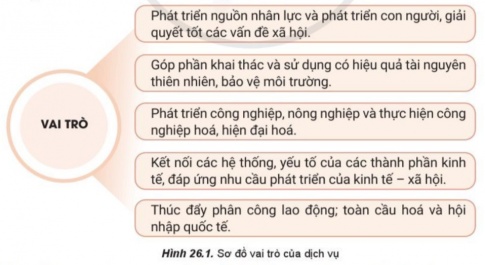 Phát triển nguồn nhân lực và phát triển con người, giải
quyết tốt các vấn đề xã hội.
Góp phần khai thác và sử dụng có hiệu quả tài nguyên
thiên nhiên, bảo vệ môi trường.
VAI TRÒ
Phát triển công nghiệp, nông nghiệp và thực hiện công
nghiệp hoá, hiện đại hoá.
Kết nối các hệ thống, yếu tố của các thành phần kinh
tế, đáp ứng nhu cầu phát triển của kinh tế – xã hội.
Thúc đẩy phân công lao động; toàn cầu hoá và hội
nhập quốc tế.
Hình 26.1. Sơ đồ vai trò của dịch vụ